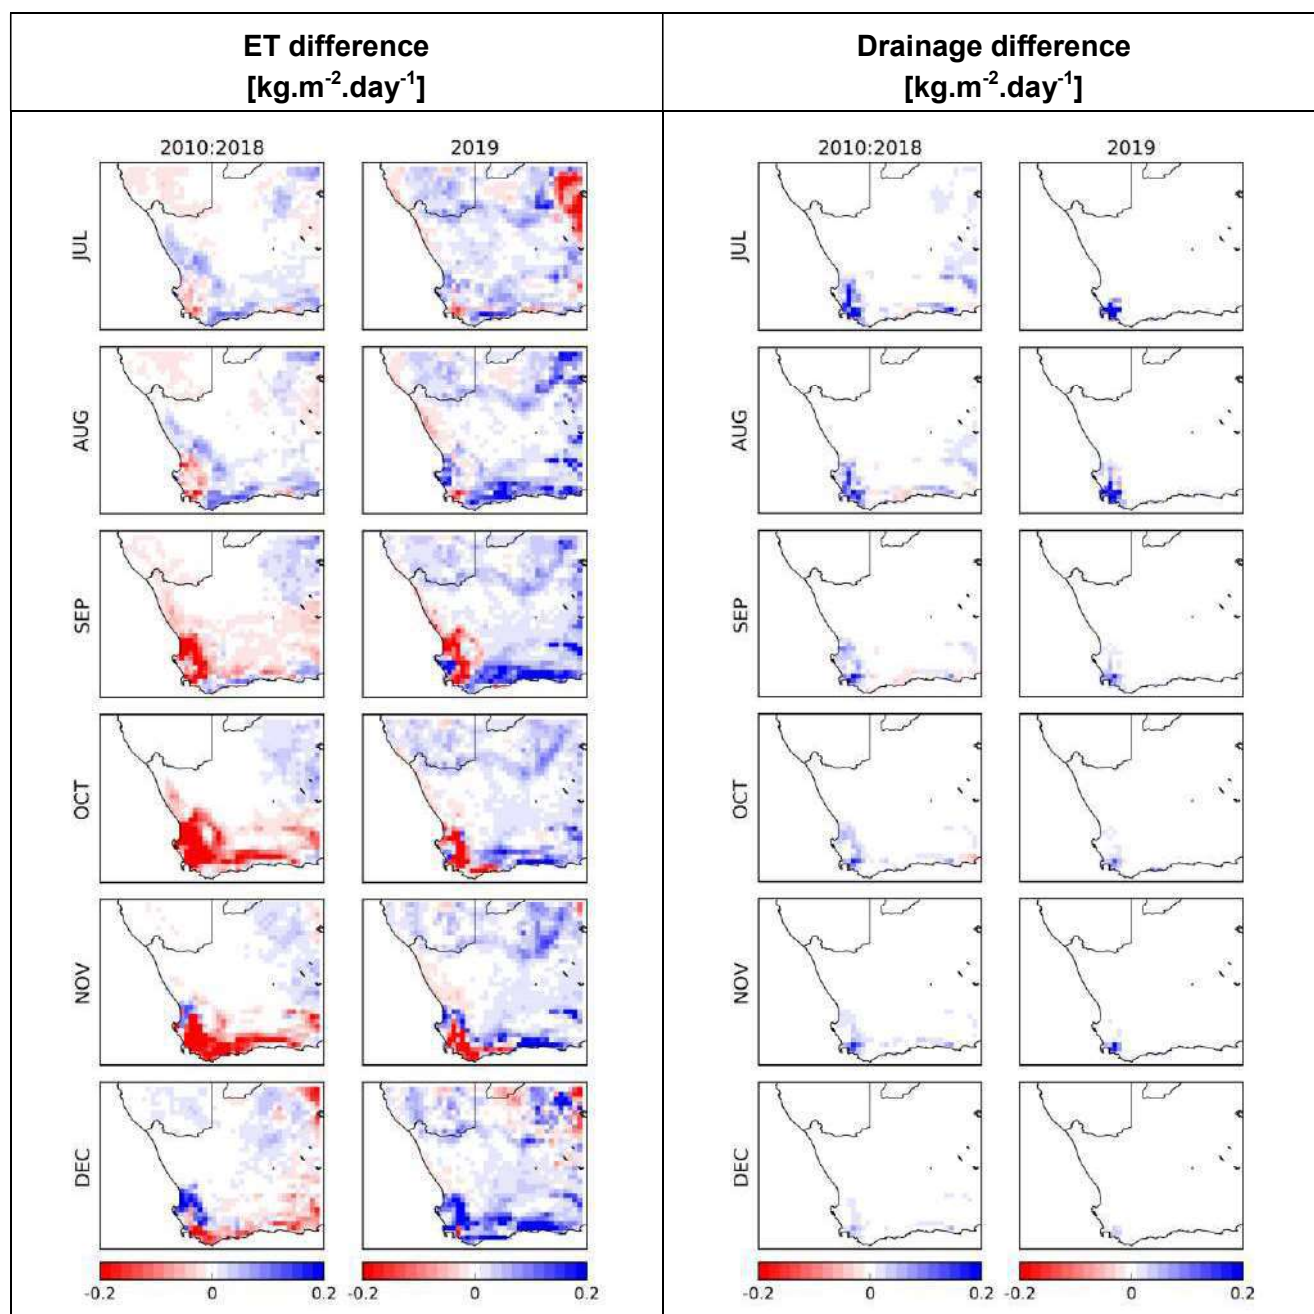 ET difference
[kg.m-2.day-1]
Drainage difference
[kg.m-2.day-1]
2010:2018 2019 2010:2018 2019
JUL JUL
AUG AUG
SEP SEP
OCT OCT
NOV NOV
DEC DEC
-0.2 0 0.2 -0.2 0 0.2 -0.2 0 0.2 -0.2 0 0.2